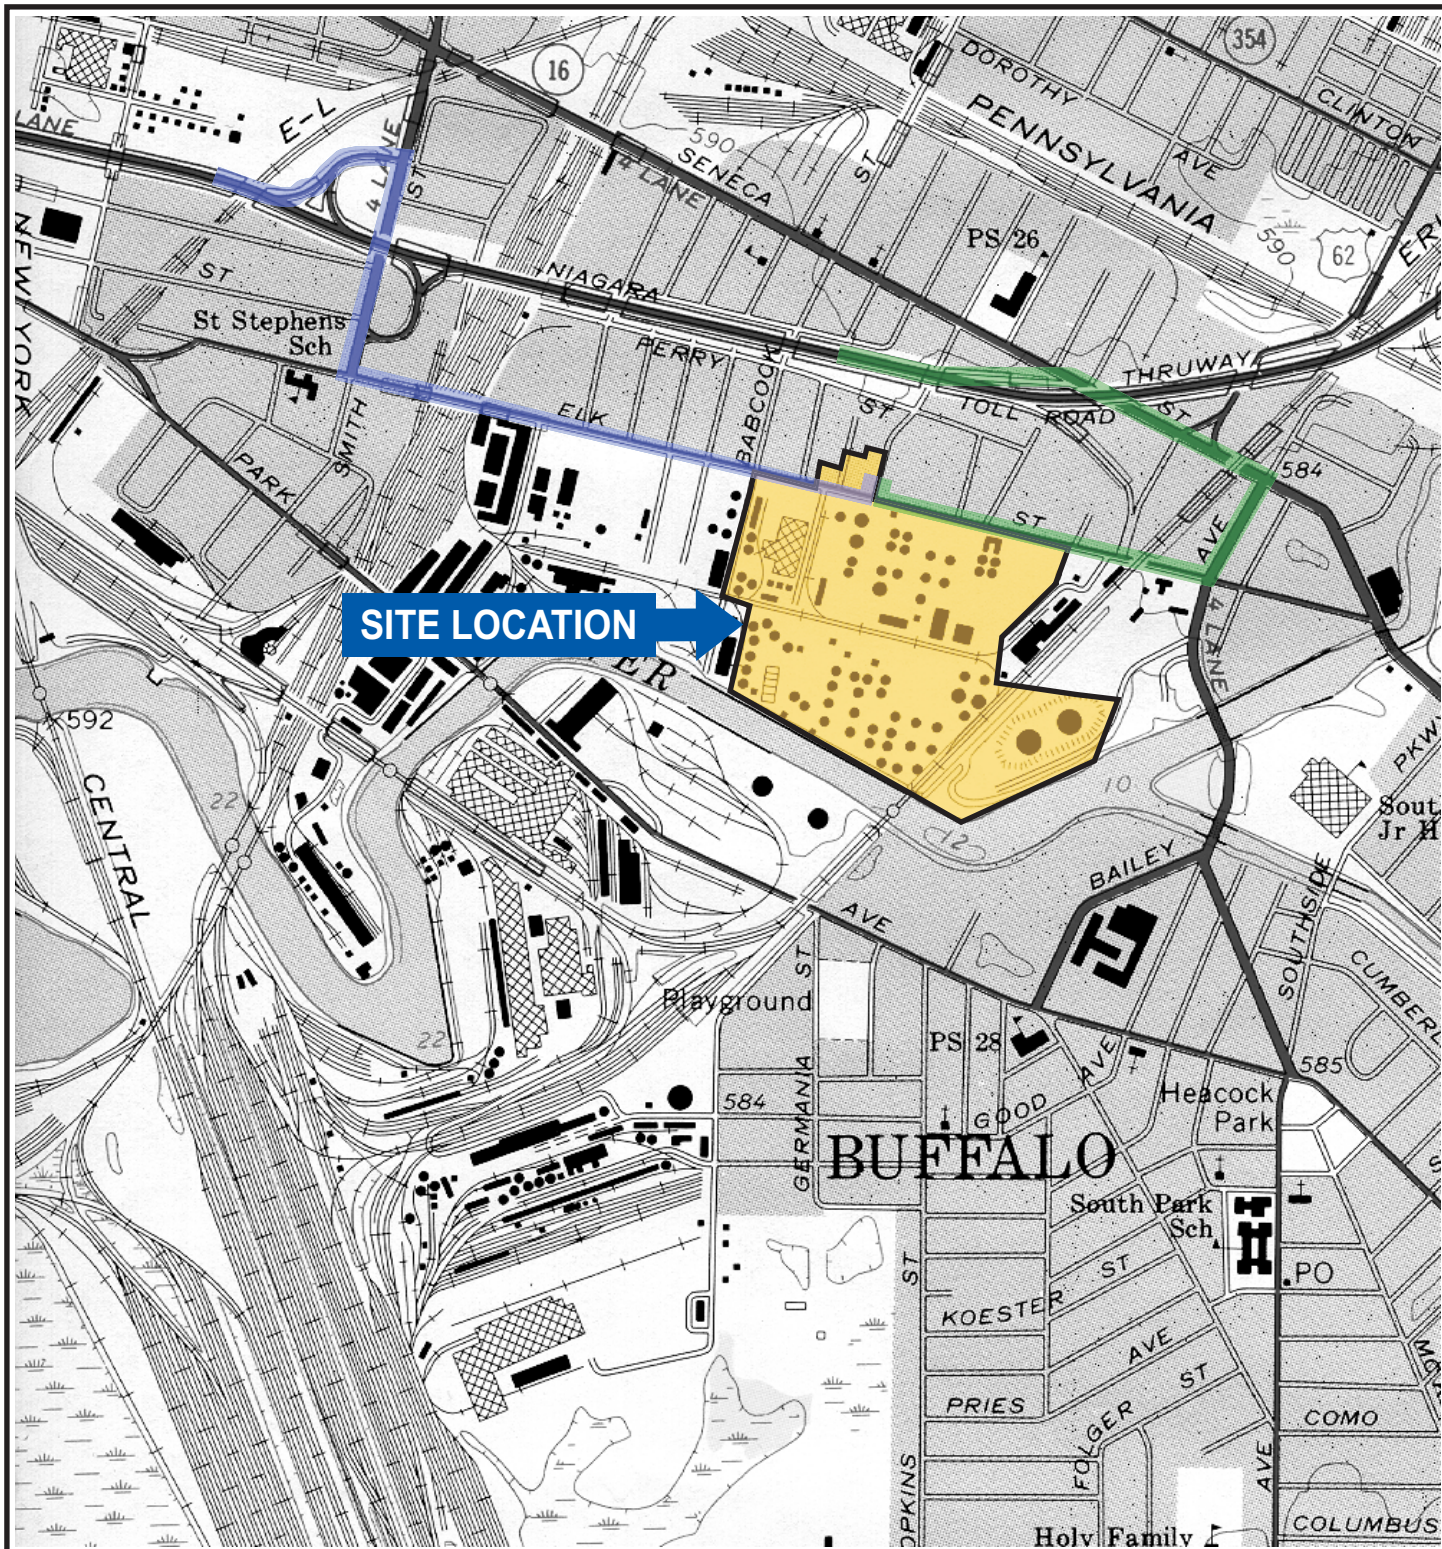 354
DOROTHY
16
CLINTON
PENNSYLVANIA
E-L
LANE
4 LANE
590
SENECA
AVE
4 LANE
ST
ST
PS 26
590
62
NEW YORK
ST
NIAGARA
St Stephens
Sch
PERRY
THRUWAY
BABCOCK
ST
TOLL
ROAD
ST
ELK
SMITH
PARK
584
ST
AVE
SITE LOCATION
4 LANE
592
CENTRAL
22
10
12
PKWY
BAILEY
SOUTHSIDE
AVE
ST
CUMBERL
Playground
22
PS 28
AVE
585
584
GERMANIA
GOOD
Heacock
Park
BUFFALO
South Park
Sch
ST
ST
PO
KOESTER
AVE
ST
PRIES
FOLGER
COMO
AVE
OPKINS
COLUMBUS
Holy Family